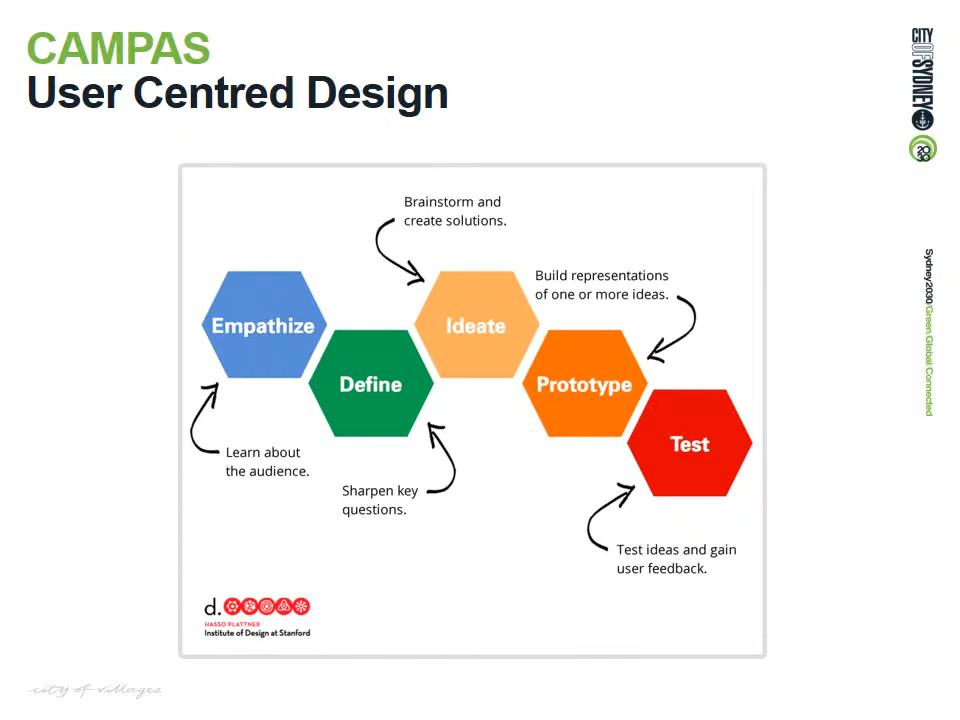 CAMPAS
User Centred Design
CITY
OF
SYDNEY
2030
Sydney2030/Green Global Connected
Brainstorm and
create solutions.
Build representations
of one or more ideas.
Empathize
Ideate
Define
Prototype
Test
Learn about
the audience.
Sharpen key
questions.
Test ideas and gain
user feedback.
d.
HASSO PLATTNER
Institute of Design at Stanford
city of villages